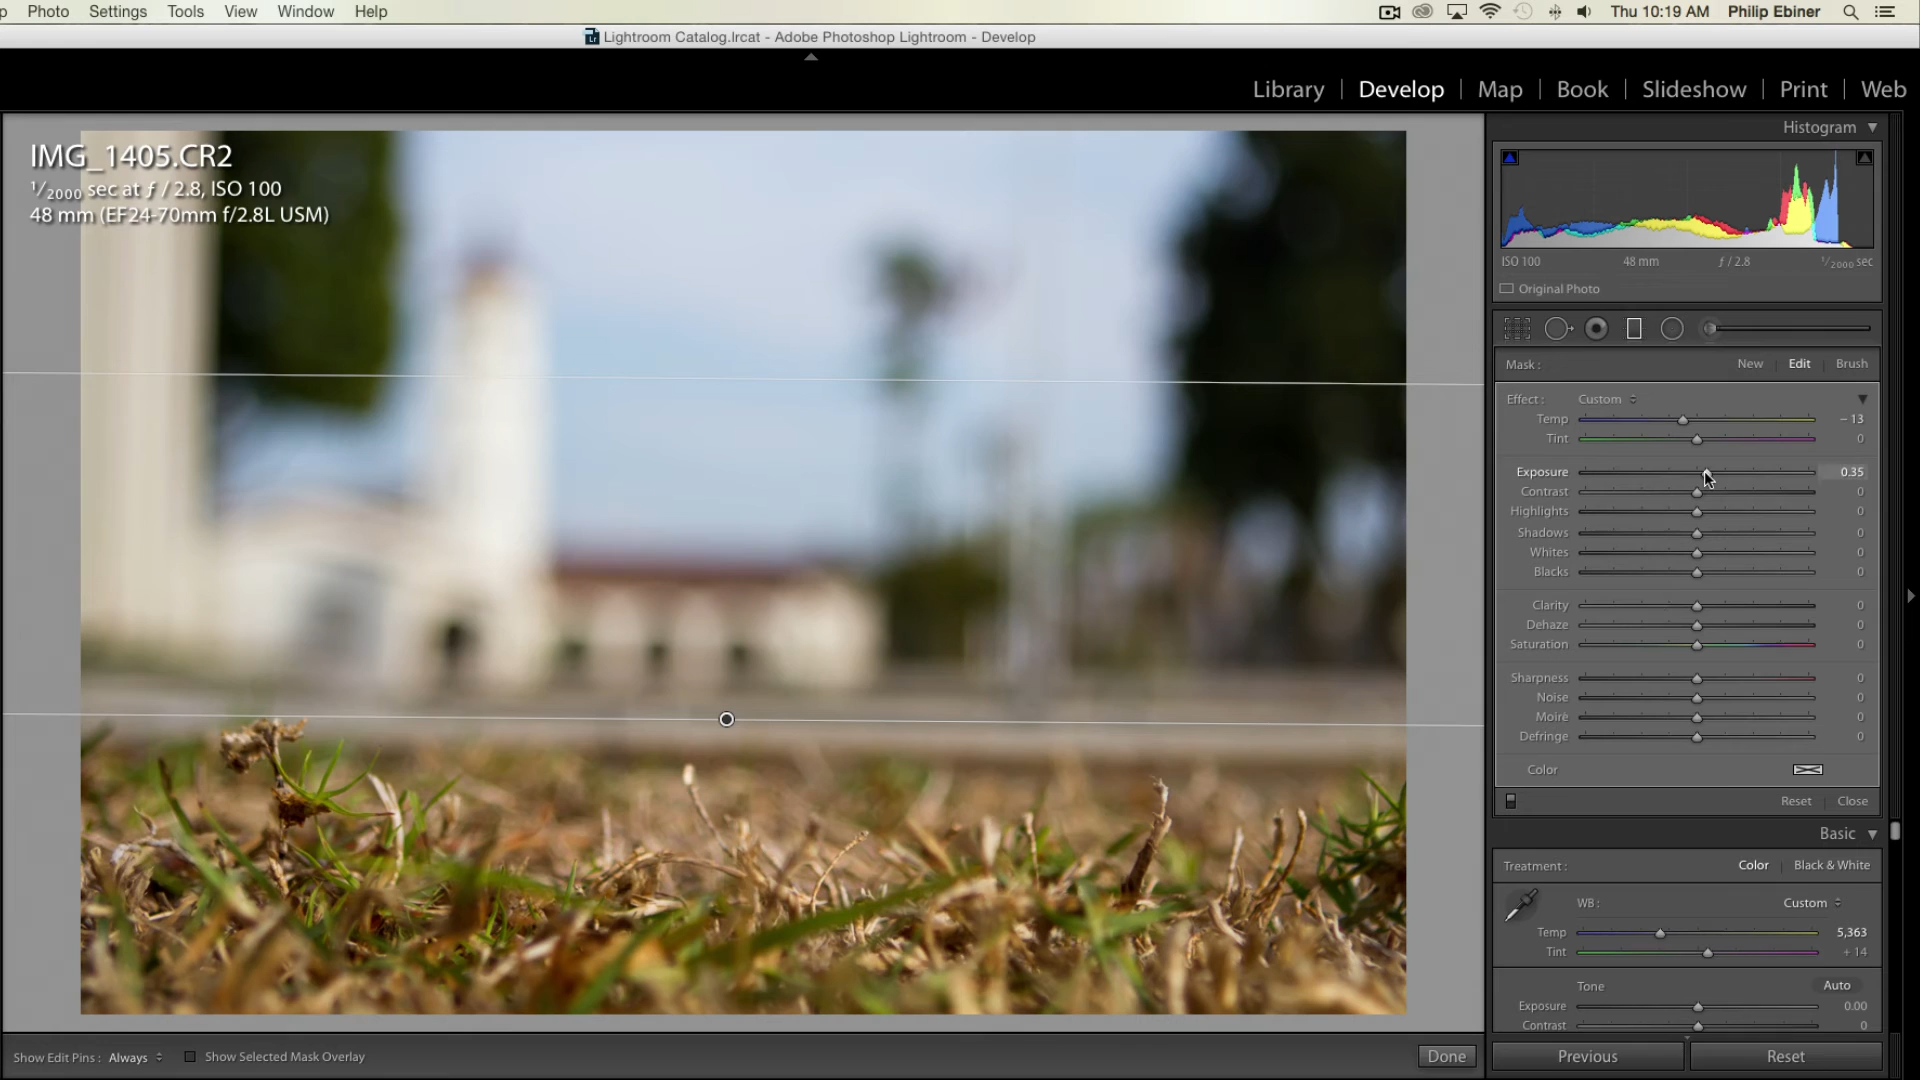 Photo Settings Tools View Window Help Thu 10:19 AM Philip Ebiner
Lightroom Catalog.lrcat - Adobe Photoshop Lightroom - Develop
Library | Develop | Map | Book | Slideshow | Print | Web
IMG_1405.CR2
1/2000 sec at ƒ / 2.8, ISO 100
48 mm (EF24-70mm f/2.8L USM)
Histogram
ISO 100 48 mm ƒ / 2.8 1/2000 sec
Original Photo
Mask : New Edit Brush
Effect : Custom
Temp – 13
Tint 0
Exposure 0.35
Contrast 0
Highlights 0
Shadows 0
Whites 0
Blacks 0
Clarity 0
Dehaze 0
Saturation 0
Sharpness 0
Noise 0
Moiré 0
Defringe 0
Color
Reset Close
Basic
Treatment : Color Black & White
WB : Custom
Temp 5,363
Tint + 14
Tone Auto
Exposure 0.00
Contrast 0
Show Edit Pins : Always Show Selected Mask Overlay Done Previous Reset